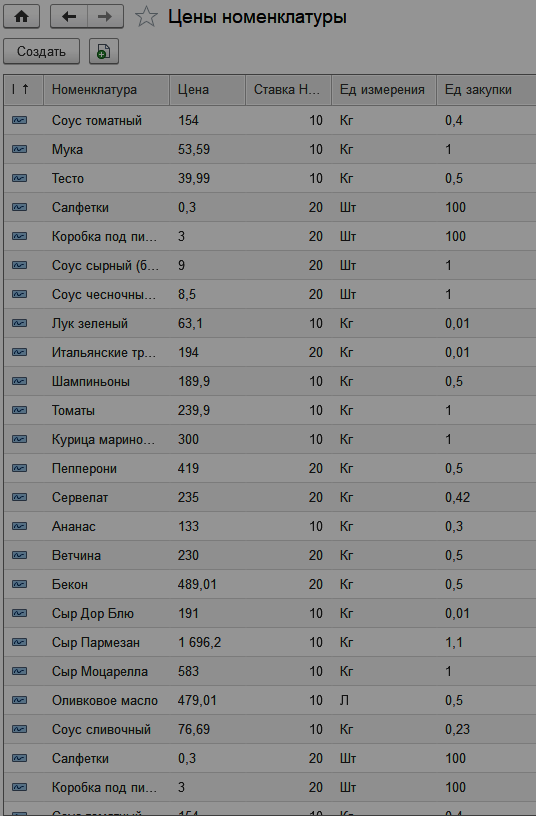 Цены номенклатуры
Создать
I ↑ Номенклатура Цена Ставка Н... Ед измерения Ед закупки
Соус томатный 154 10 Кг 0,4
Мука 53,59 10 Кг 1
Тесто 39,99 10 Кг 0,5
Салфетки 0,3 20 Шт 100
Коробка под пи... 3 20 Шт 100
Соус сырный (б... 9 20 Шт 1
Соус чесночны... 8,5 20 Шт 1
Лук зеленый 63,1 10 Кг 0,01
Итальянские тр... 194 20 Кг 0,01
Шампиньоны 189,9 10 Кг 0,5
Томаты 239,9 10 Кг 1
Курица марино... 300 10 Кг 1
Пепперони 419 20 Кг 0,5
Сервелат 235 20 Кг 0,42
Ананас 133 10 Кг 0,3
Ветчина 230 20 Кг 0,5
Бекон 489,01 20 Кг 0,5
Сыр Дор Блю 191 10 Кг 0,01
Сыр Пармезан 1 696,2 10 Кг 1,1
Сыр Моцарелла 583 10 Кг 1
Оливковое масло 479,01 10 Л 0,5
Соус сливочный 76,69 10 Кг 0,23
Салфетки 0,3 20 Шт 100
Коробка под пи... 3 20 Шт 100
Соус томатный 154 10 Кг 0,4